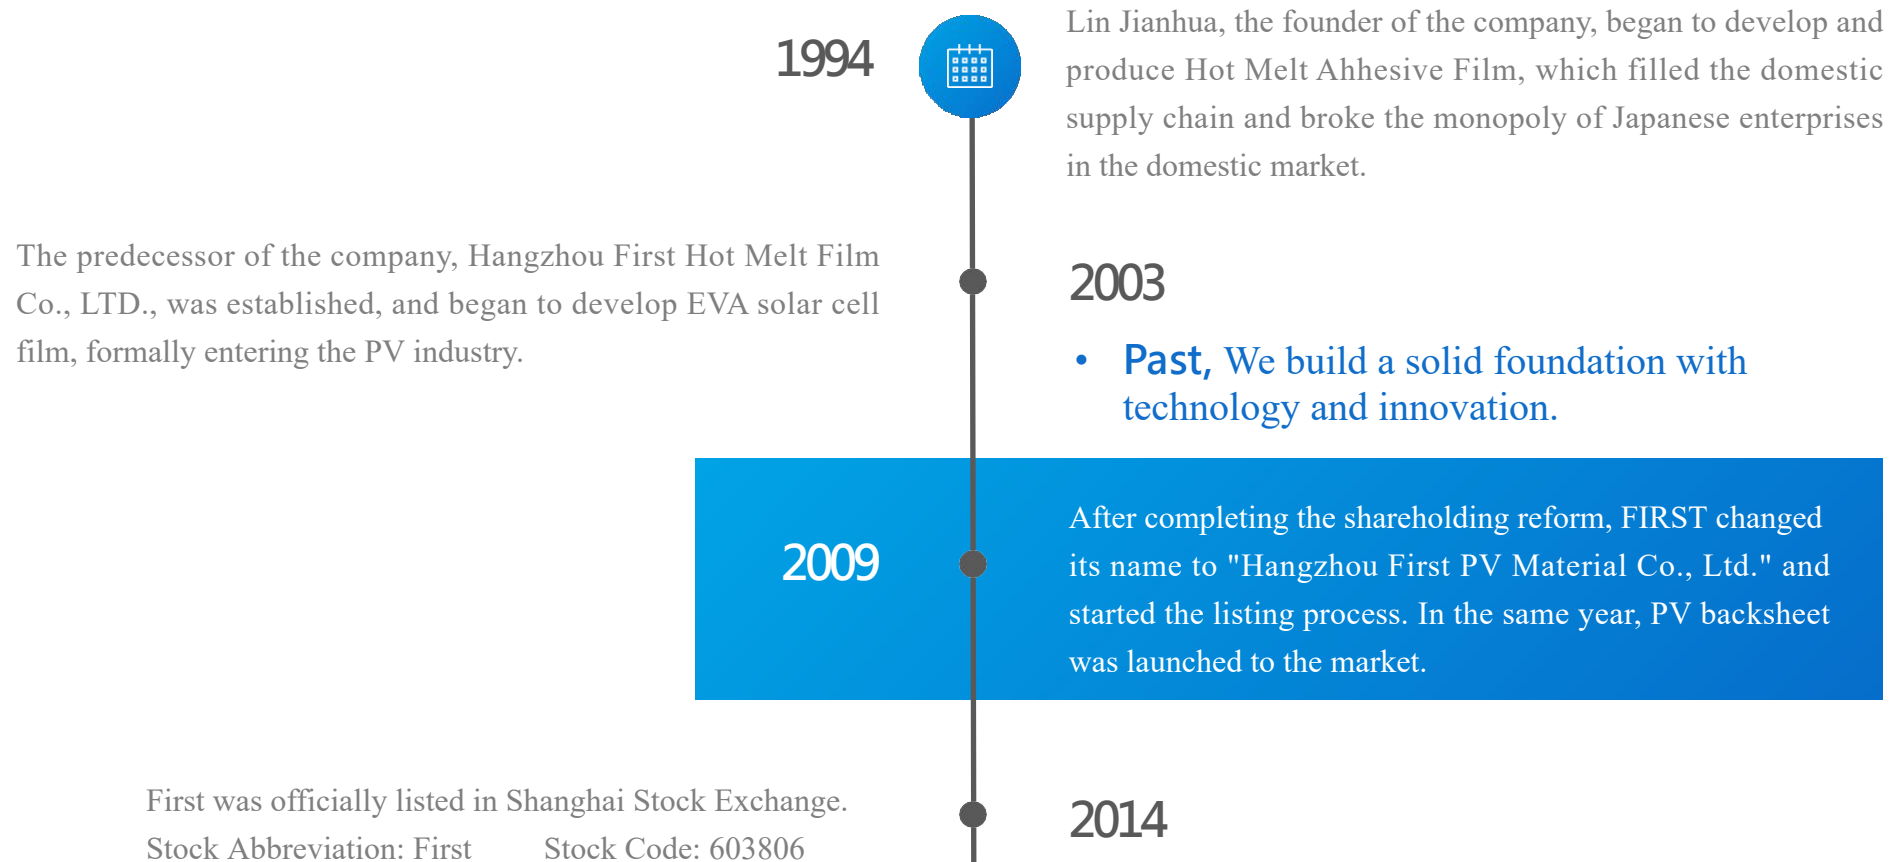 1994
Lin Jianhua, the founder of the company, began to develop and
produce Hot Melt Ahhesive Film, which filled the domestic
supply chain and broke the monopoly of Japanese enterprises
in the domestic market.
The predecessor of the company, Hangzhou First Hot Melt Film
Co., LTD., was established, and began to develop EVA solar cell
film, formally entering the PV industry.
2003
• Past, We build a solid foundation with
technology and innovation.
2009
After completing the shareholding reform, FIRST changed
its name to "Hangzhou First PV Material Co., Ltd." and
started the listing process. In the same year, PV backsheet
was launched to the market.
First was officially listed in Shanghai Stock Exchange.
Stock Abbreviation: First Stock Code: 603806
2014